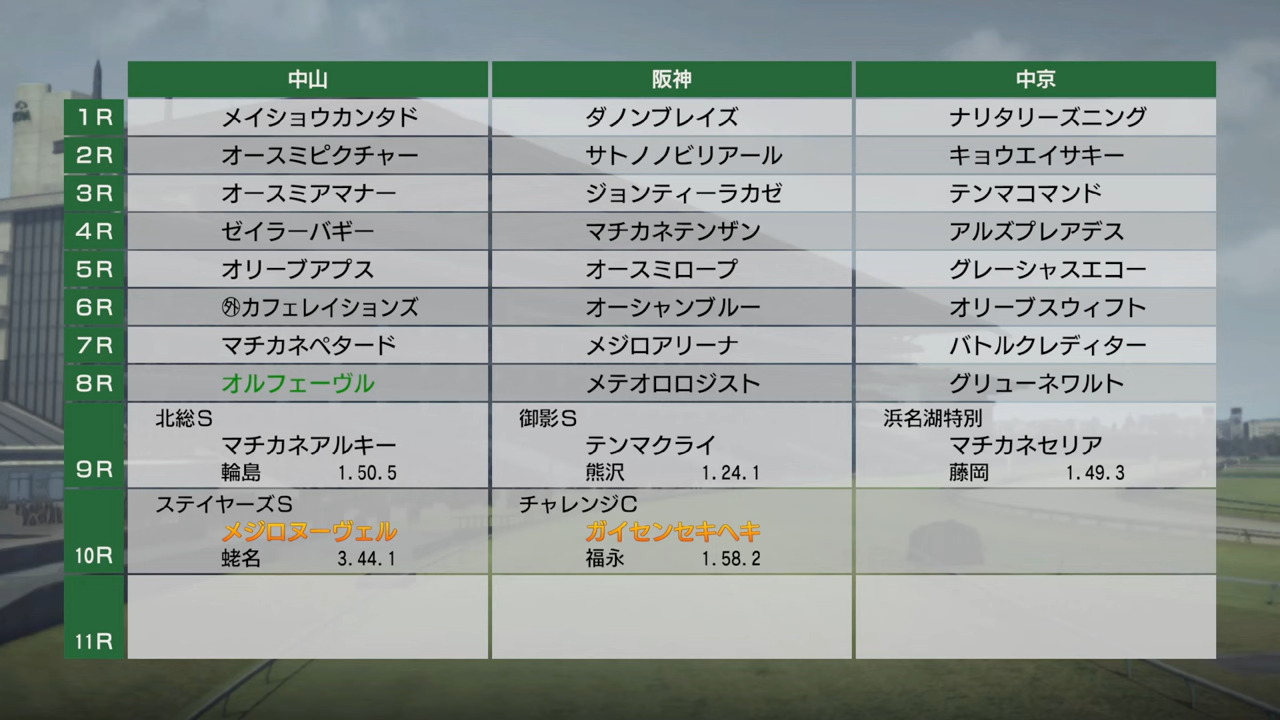 中山 阪神 中京
1R メイショウカンタド ダノンブレイズ ナリタリーズニング
2R オースミピクチャー サトノノビリアール キョウエイサキー
3R オースミアマナー ジョンティーラカゼ テンマコマンド
4R ゼイラーバギー マチカネテンザン アルズプレアデス
5R オリーブアプス オースミロープ グレーシャスエコー
6R ㊕カフェレイションズ オーシャンブルー オリーブスウィフト
7R マチカネペタード メジロアリーナ バトルクレディター
8R オルフェーヴル メテオロロジスト グリューネワルト
北総S 御影S 浜名湖特別
マチカネアルキー テンマクライ マチカネセリア
9R 輪島 1.50.5 熊沢 1.24.1 藤岡 1.49.3
ステイヤーズS チャレンジC
メジロヌーヴェル ガイセンセキヘキ
10R 蛯名 3.44.1 福永 1.58.2
11R